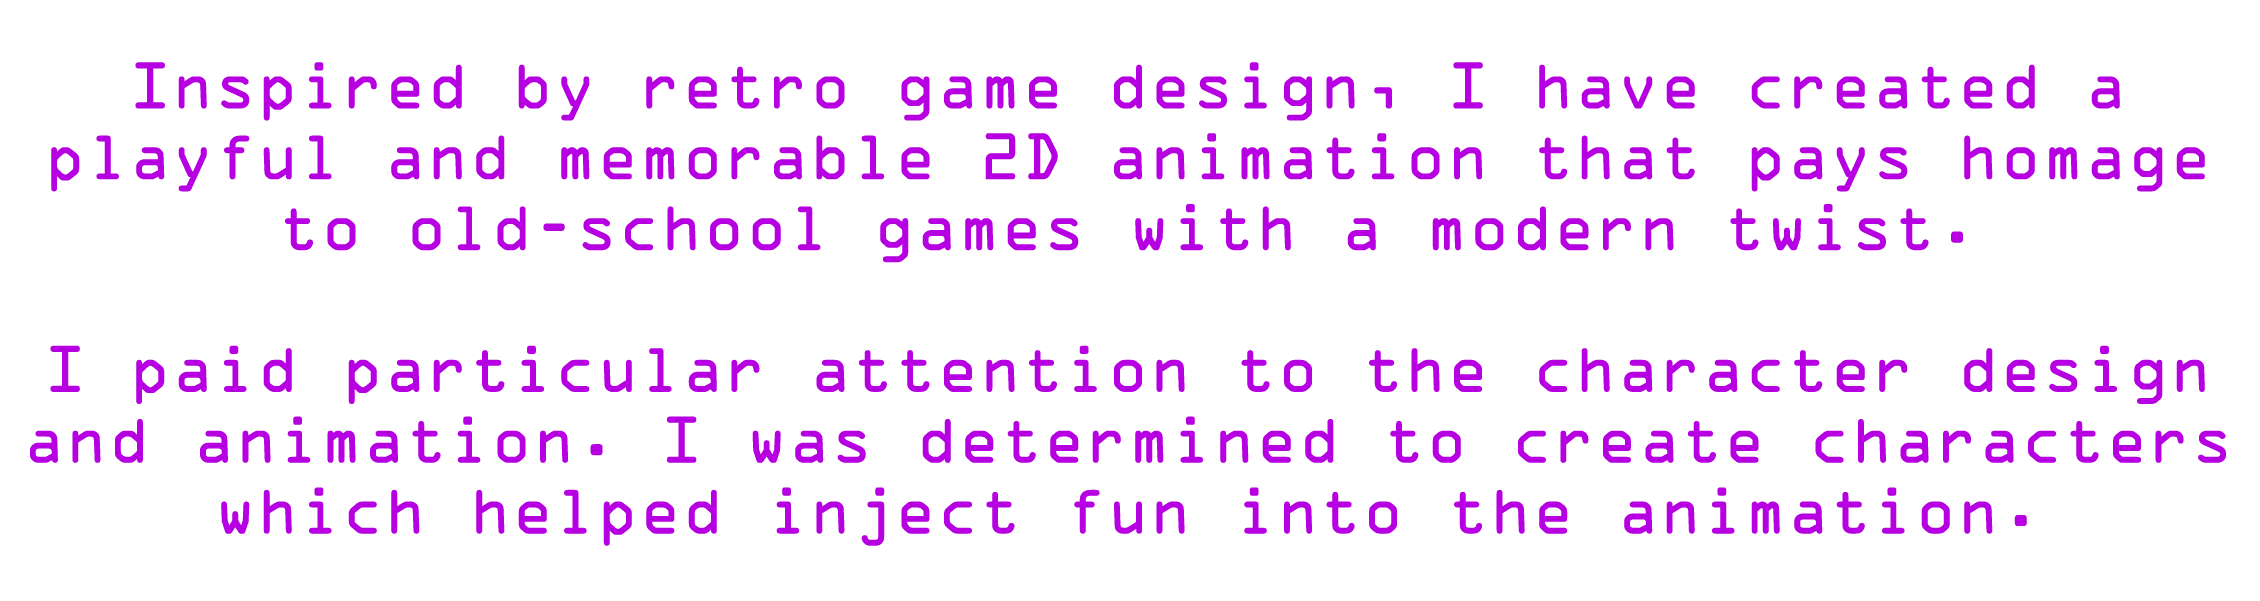 Inspired by retro game design, I have created a
playful and memorable 2D animation that pays homage
to old-school games with a modern twist.
I paid particular attention to the character design
and animation. I was determined to create characters
which helped inject fun into the animation.